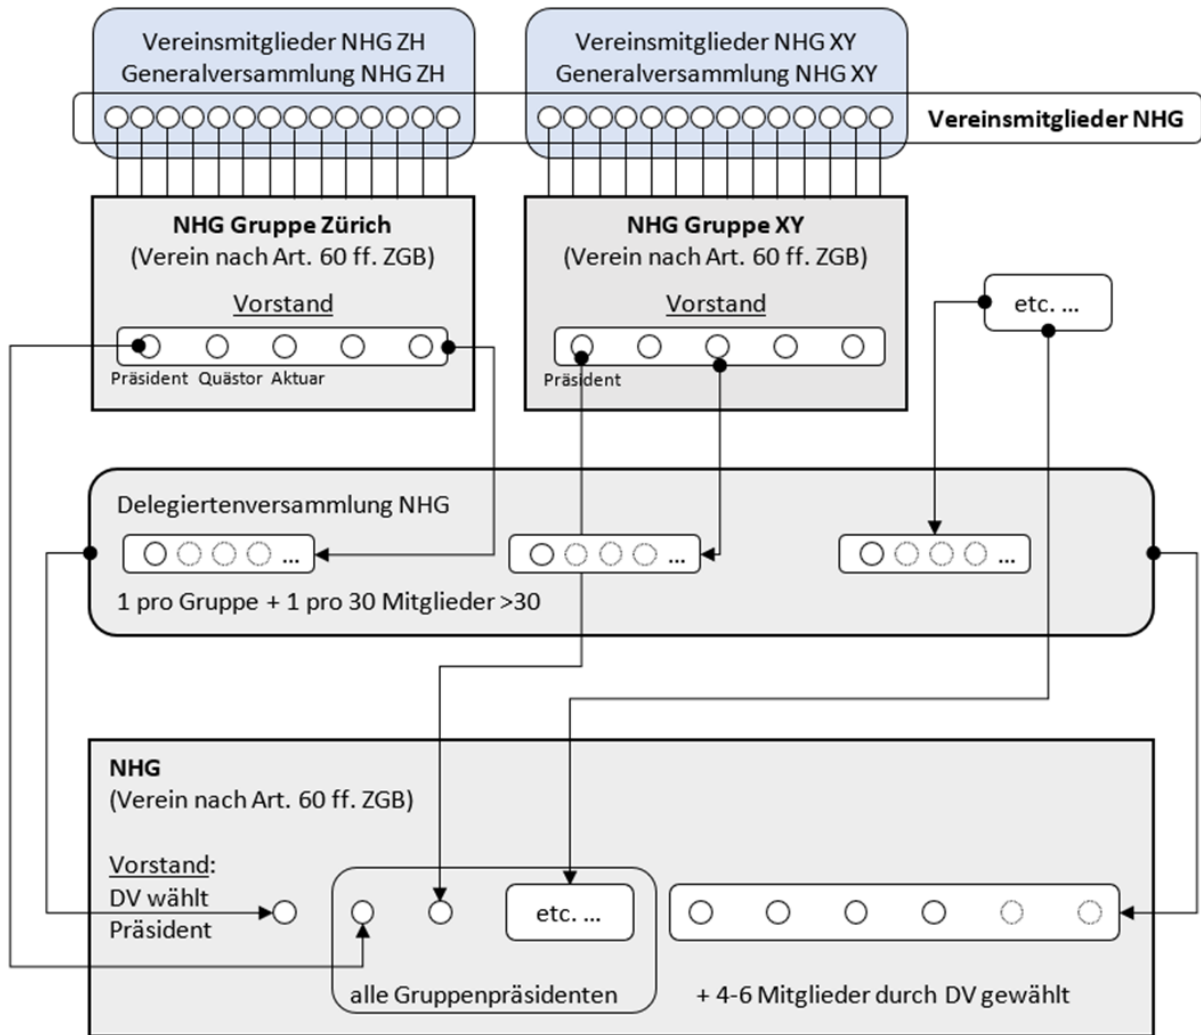 Vereinsmitglieder NHG ZH
Generalversammlung NHG ZH
Vereinsmitglieder NHG XY
Generalversammlung NHG XY
Vereinsmitglieder NHG
NHG Gruppe Zürich
(Verein nach Art. 60 ff. ZGB)
Vorstand
Präsident Quästor Aktuar
NHG Gruppe XY
(Verein nach Art. 60 ff. ZGB)
Vorstand
Präsident
etc. ...
Delegiertenversammlung NHG
...
...
...
1 pro Gruppe + 1 pro 30 Mitglieder >30
NHG
(Verein nach Art. 60 ff. ZGB)
Vorstand:
DV wählt
Präsident
etc. ...
alle Gruppenpräsidenten
+ 4-6 Mitglieder durch DV gewählt